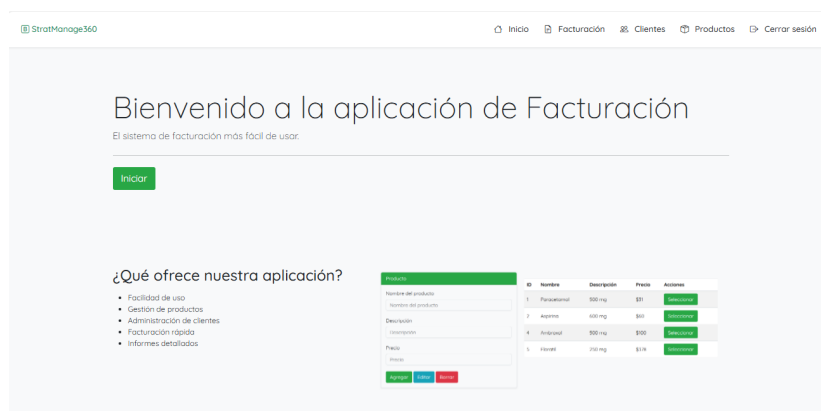 StratManage360
Inicio
Facturación
Clientes
Productos
Cerrar sesión
Bienvenido a la aplicación de Facturación
El sistema de facturación más fácil de usar.
Iniciar
¿Qué ofrece nuestra aplicación?
Facilidad de uso
Gestión de productos
Administración de clientes
Facturación rápida
Informes detallados
Producto
Nombre del producto
Nombre del producto
Descripción
Descripción
Precio
Precio
Agregar Editar Borrar
ID Nombre Descripción Precio Acciones
1 Paracetamol 500 mg Seleccionar
2 Aspirina 600 mg $60 Seleccionar
4 Ambroxol 500 mg $100 Seleccionar
5 250 mg Seleccionar